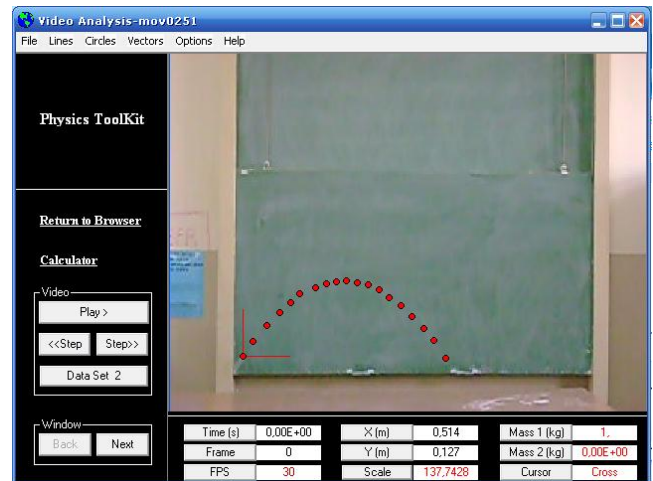 Video Analysis-mov0251
File Lines Circles Vectors Options Help
Physics ToolKit
Return to Browser
Calculator
Video
Play >
<<Step Step>>
Data Set 2
Window
Back Next
Time (s) 0,00E+00 X (m) 0,514 Mass 1 (kg) 1,
Frame 0 Y (m) 0,127 Mass 2 (kg) 0,00E+00
FPS 30 Scale 137,7428 Cursor Cross